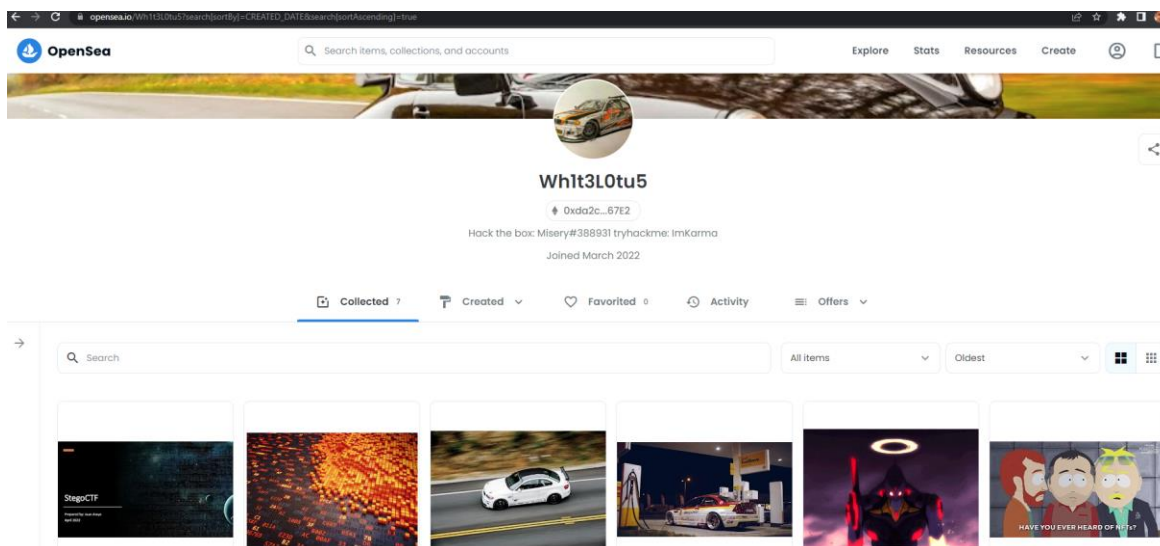 opensea.io/Wh1t3L0tu5?search[sortBy]=CREATED_DATE&search[sortAscending]=true
OpenSea
Search items, collections, and accounts
Explore Stats Resources Create
Wh1t3L0tu5
0xda2c...67E2
Hack the box: Misery#388931 tryhackme: ImKarma
Joined March 2022
Collected 7 Created Favorited 0 Activity Offers
Search
All items
Oldest
StegoCTF
April 2022
HAVE YOU EVER HEARD OF NFTs?